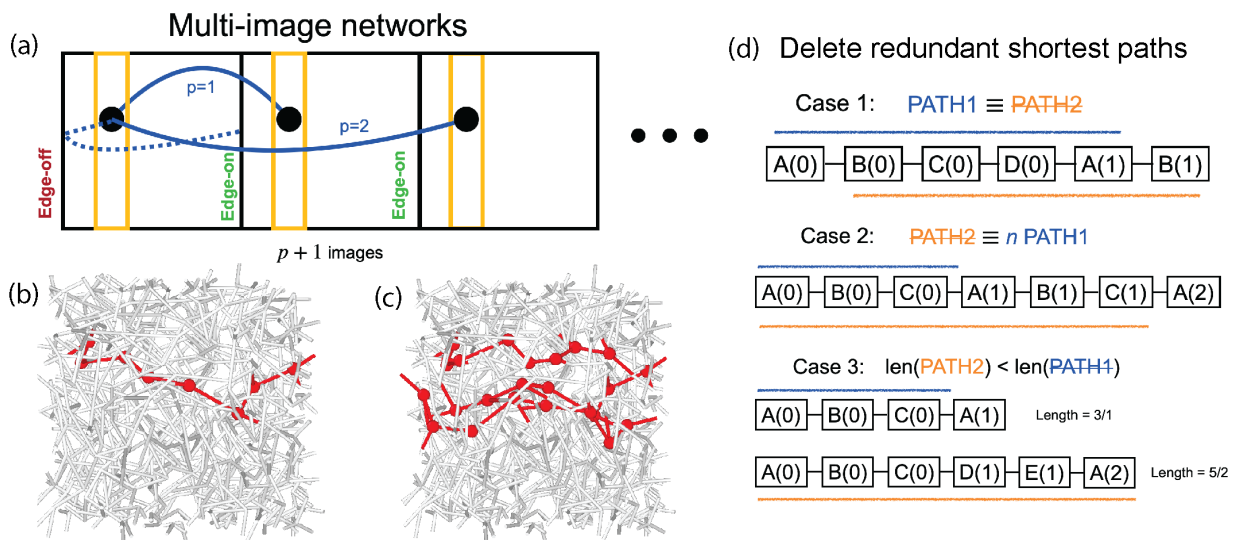 Multi-image networks
(a)
p=1
p=2
Edge-off
Edge-on
Edge-on
p + 1 images
(b)
(c)
(d) Delete redundant shortest paths
Case 1: PATH1 ≡ PATH2
A(0) B(0) C(0) D(0) A(1) B(1)
Case 2: PATH2 ≡ n PATH1
A(0) B(0) C(0) A(1) B(1) C(1) A(2)
Case 3: len(PATH2) < len(PATH1)
A(0) B(0) C(0) A(1) Length = 3/1
A(0) B(0) C(0) D(1) E(1) A(2) Length = 5/2